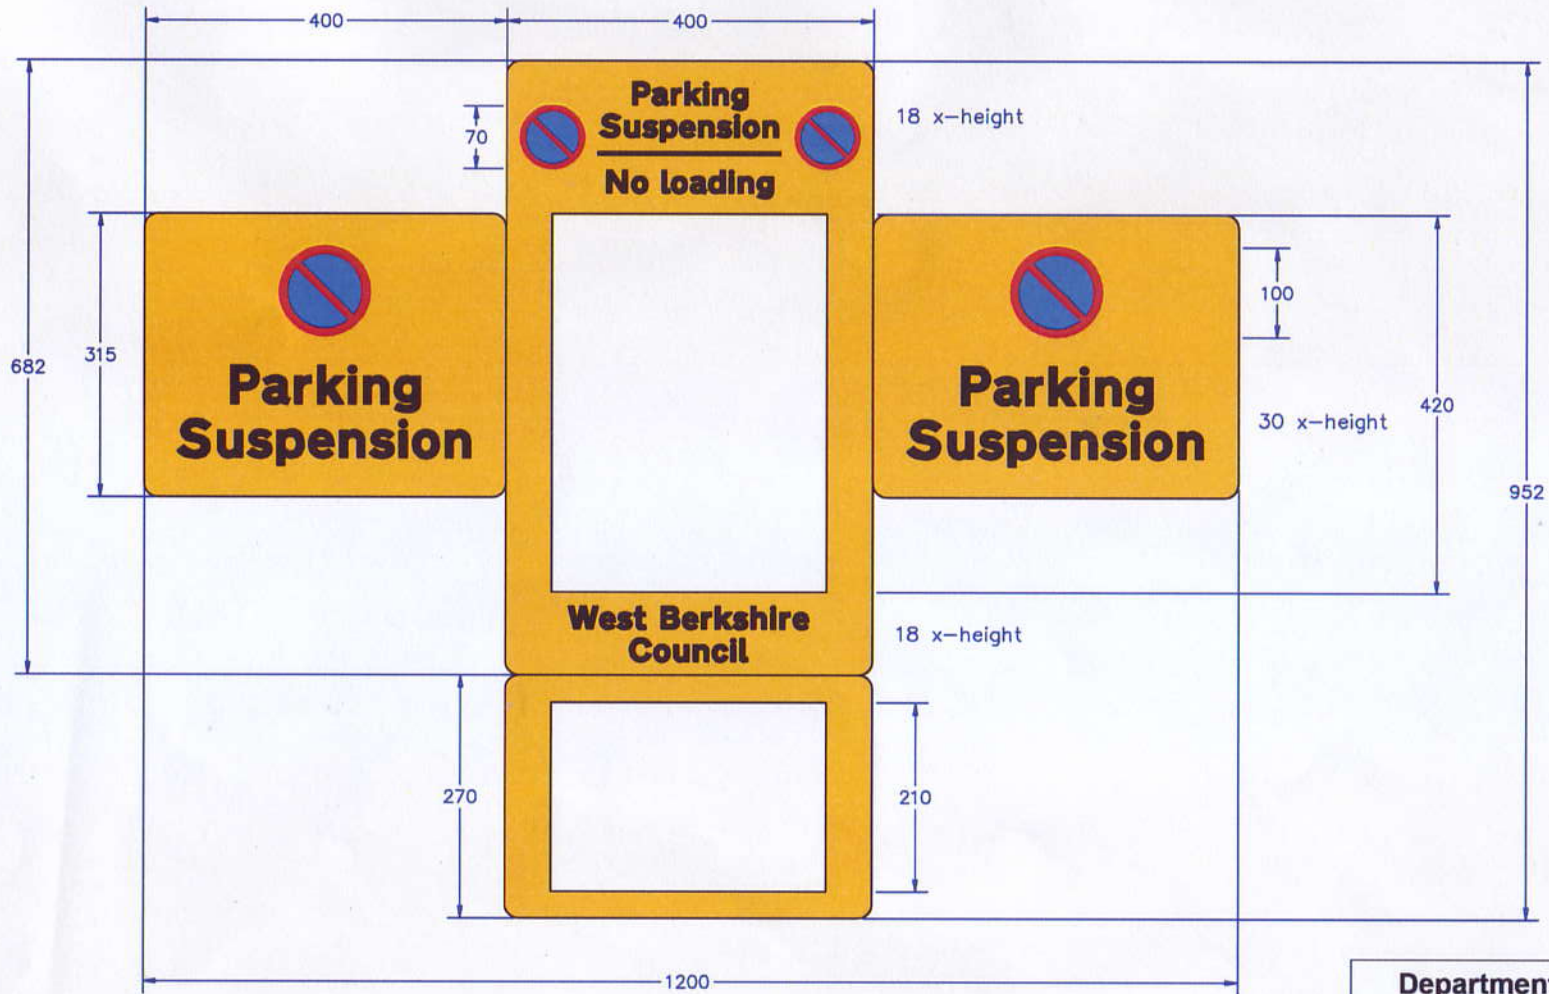 400
400
Parking
Suspension
No loading
70
18 x-height
682
315
Parking
Suspension
Parking
Suspension
100
30 x-height
420
952
West Berkshire
Council
18 x-height
270
210
1200
Department